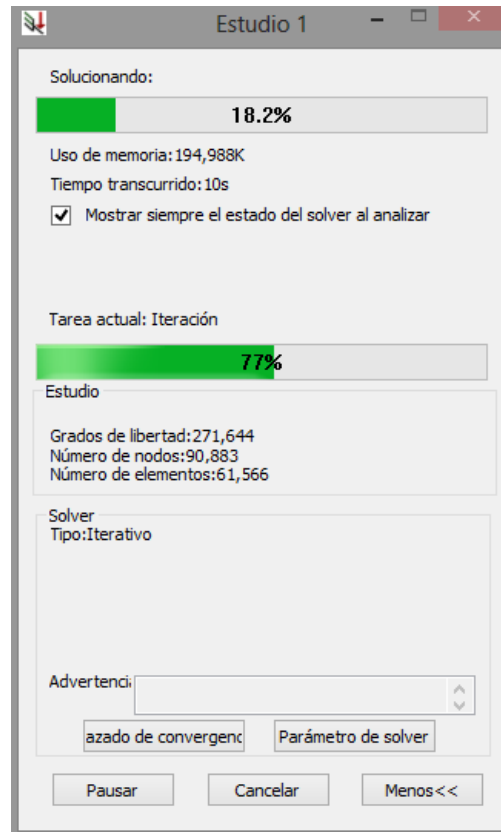 Estudio 1
Solucionando:
18.2%
Uso de memoria:194,988K
Tiempo transcurrido:10s
Mostrar siempre el estado del solver al analizar
Tarea actual: Iteración
77%
Estudio
Grados de libertad:271,644
Número de nodos:90,883
Número de elementos:61,566
Solver
Tipo:Iterativo
Advertenci
azado de convergenc Parámetro de solver
Pausar Cancelar Menos<<